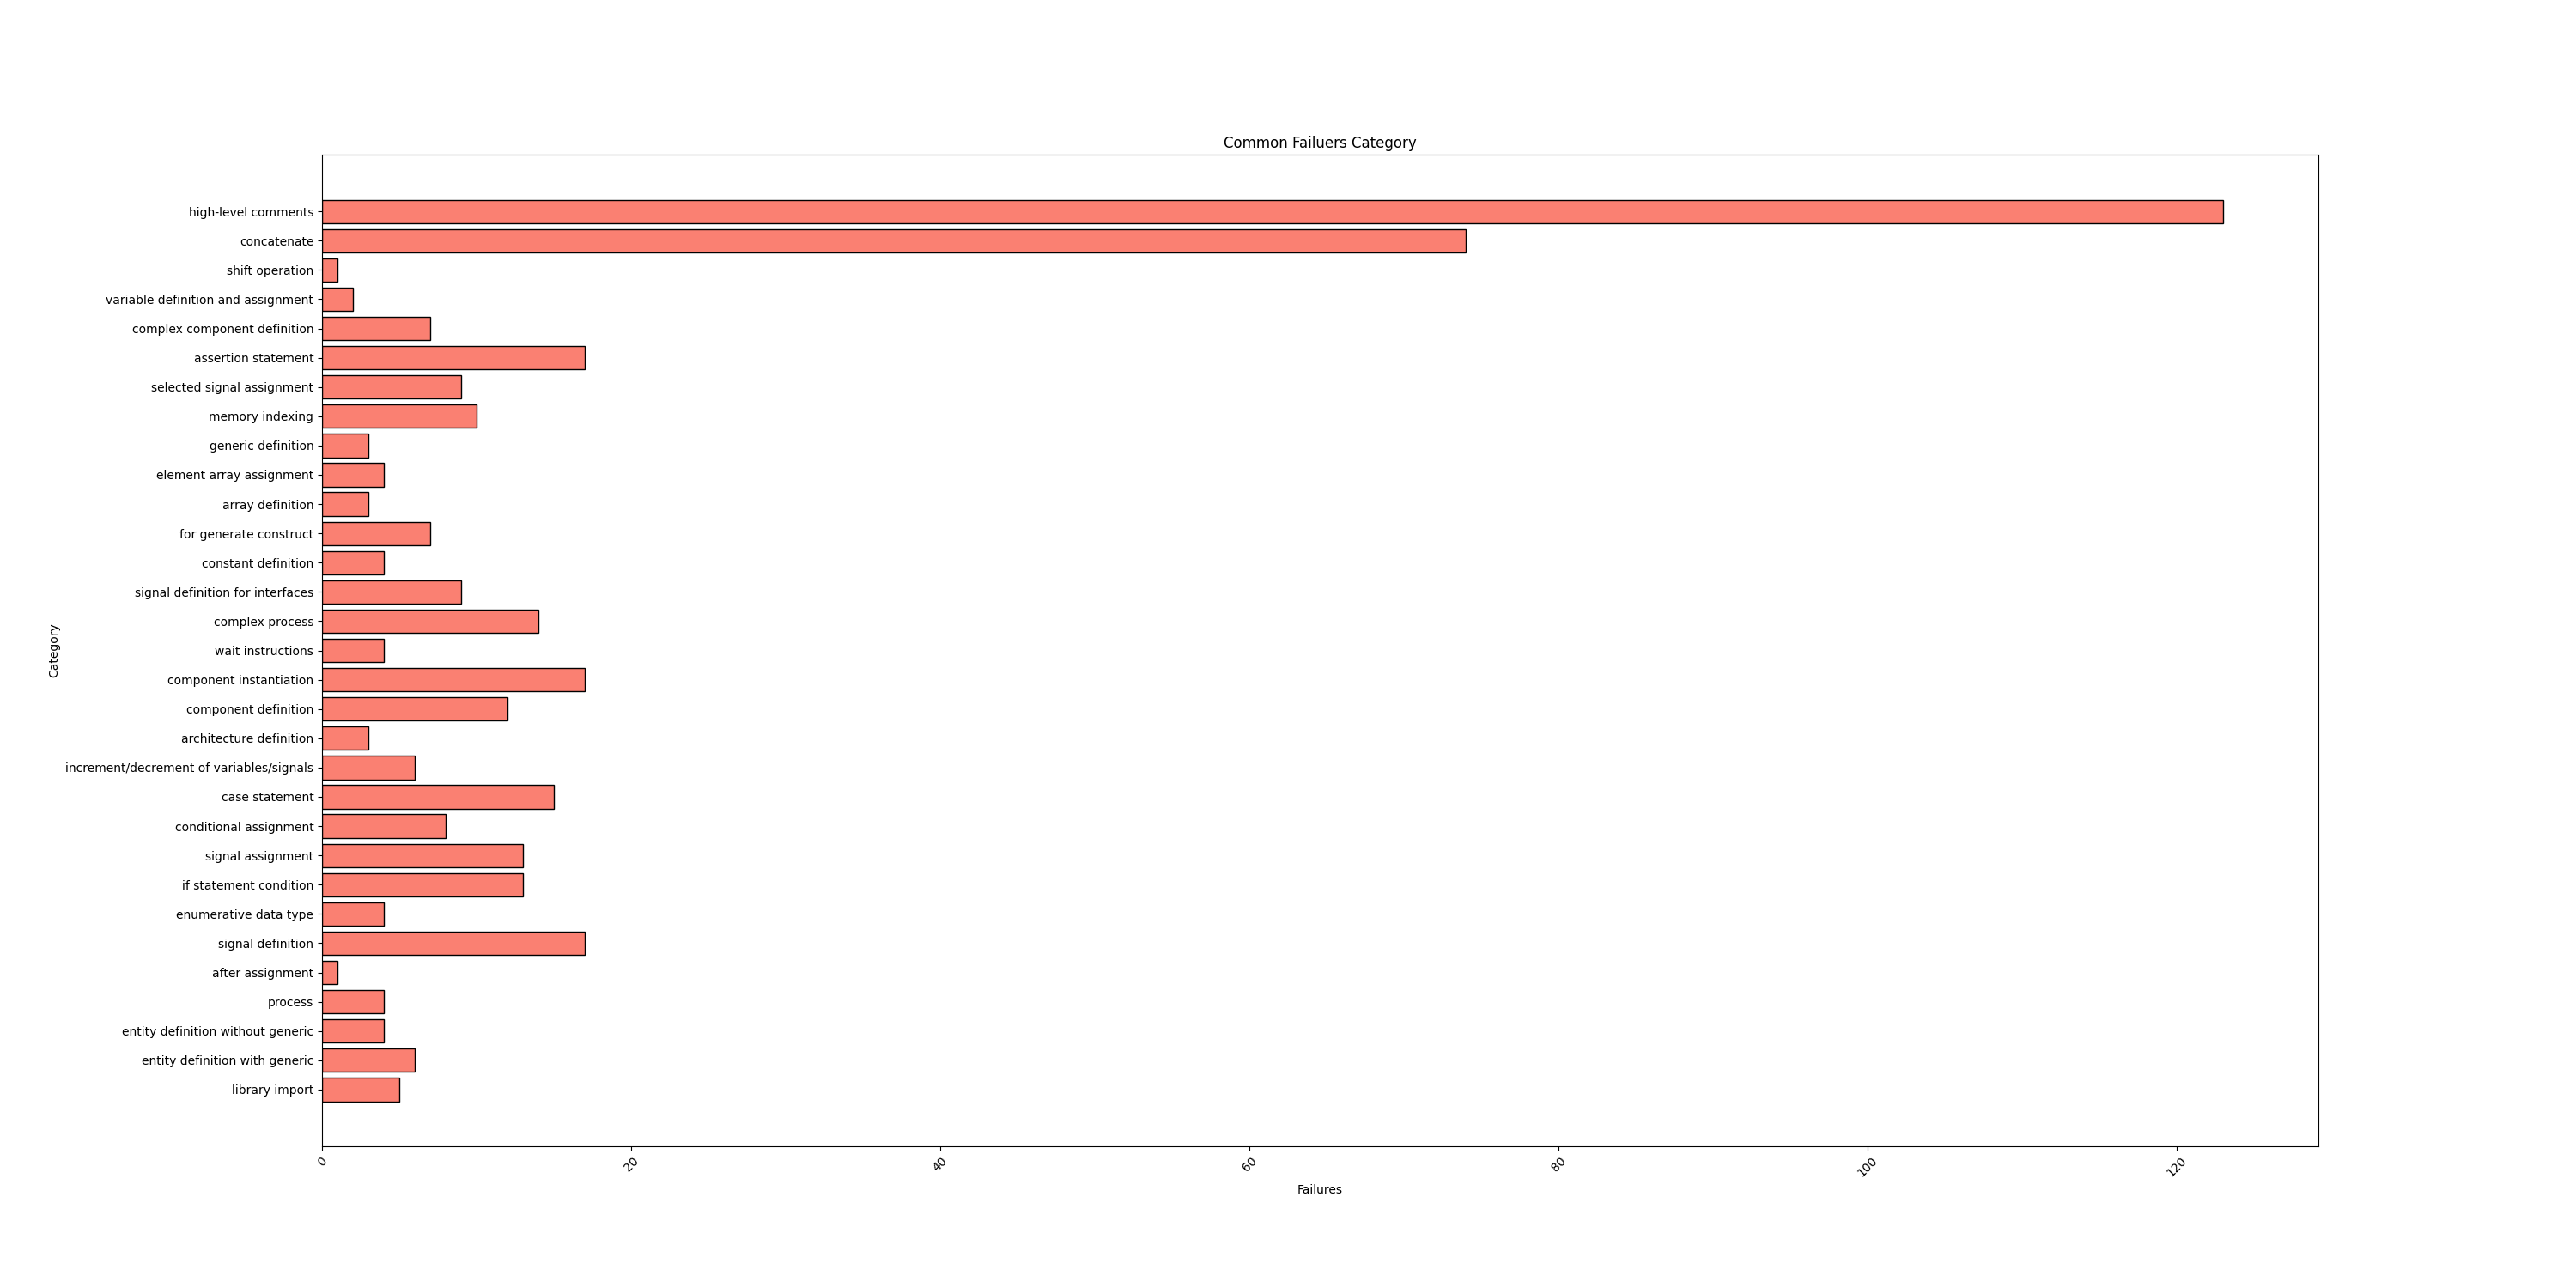 Common Failuers Category
high-level comments
concatenate
shift operation
variable definition and assignment
complex component definition
assertion statement
selected signal assignment
memory indexing
generic definition
element array assignment
array definition
for generate construct
constant definition
signal definition for interfaces
complex process
wait instructions
component instantiation
component definition
architecture definition
increment/decrement of variables/signals
case statement
conditional assignment
signal assignment
if statement condition
enumerative data type
signal definition
after assignment
process
entity definition without generic
entity definition with generic
library import
Category
0 20 40 60 80 100 120
Failures